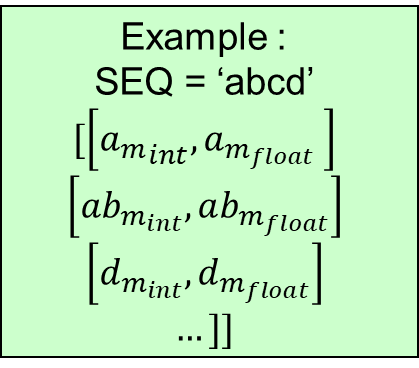 Example :
SEQ = ‘abcd’
[[a_{m_{int}}, a_{m_{float}} ]
[ab_{m_{int}}, ab_{m_{float}}]
[d_{m_{int}}, d_{m_{float}}]
... ]]